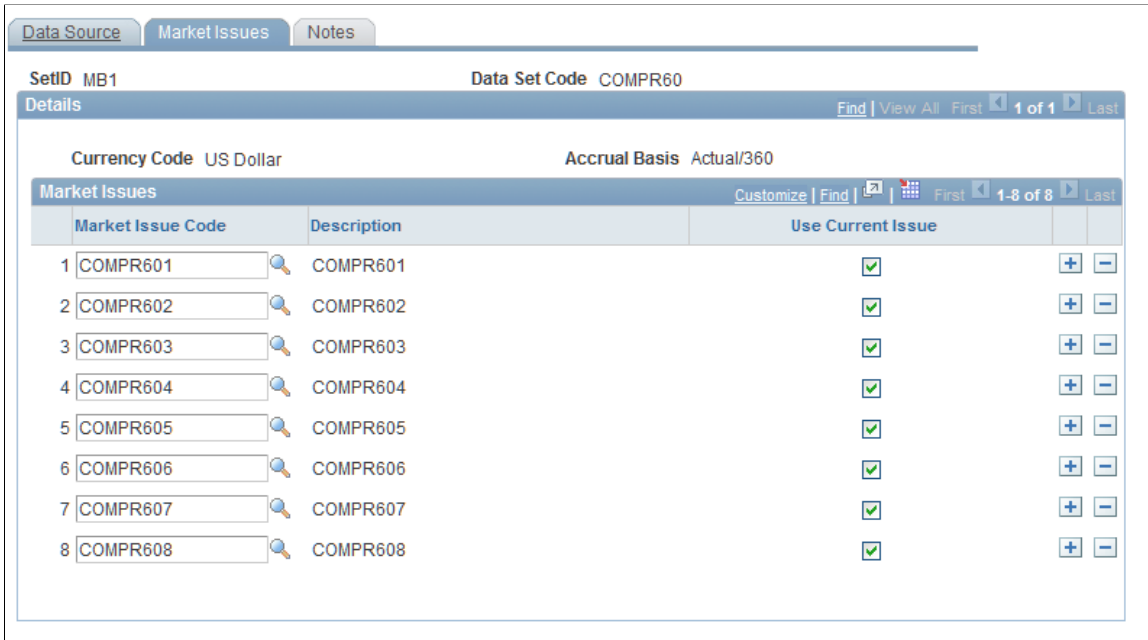 Data Source Market Issues Notes
SetID MB1 Data Set Code COMPR60
Details Find | View All First 1 of 1 Last
Currency Code US Dollar Accrual Basis Actual/360
Market Issues Customize | Find | | First 1-8 of 8 Last
Market Issue Code Description Use Current Issue
1 COMPR601 COMPR601
2 COMPR602 COMPR602
3 COMPR603 COMPR603
4 COMPR604 COMPR604
5 COMPR605 COMPR605
6 COMPR606 COMPR606
7 COMPR607 COMPR607
8 COMPR608 COMPR608